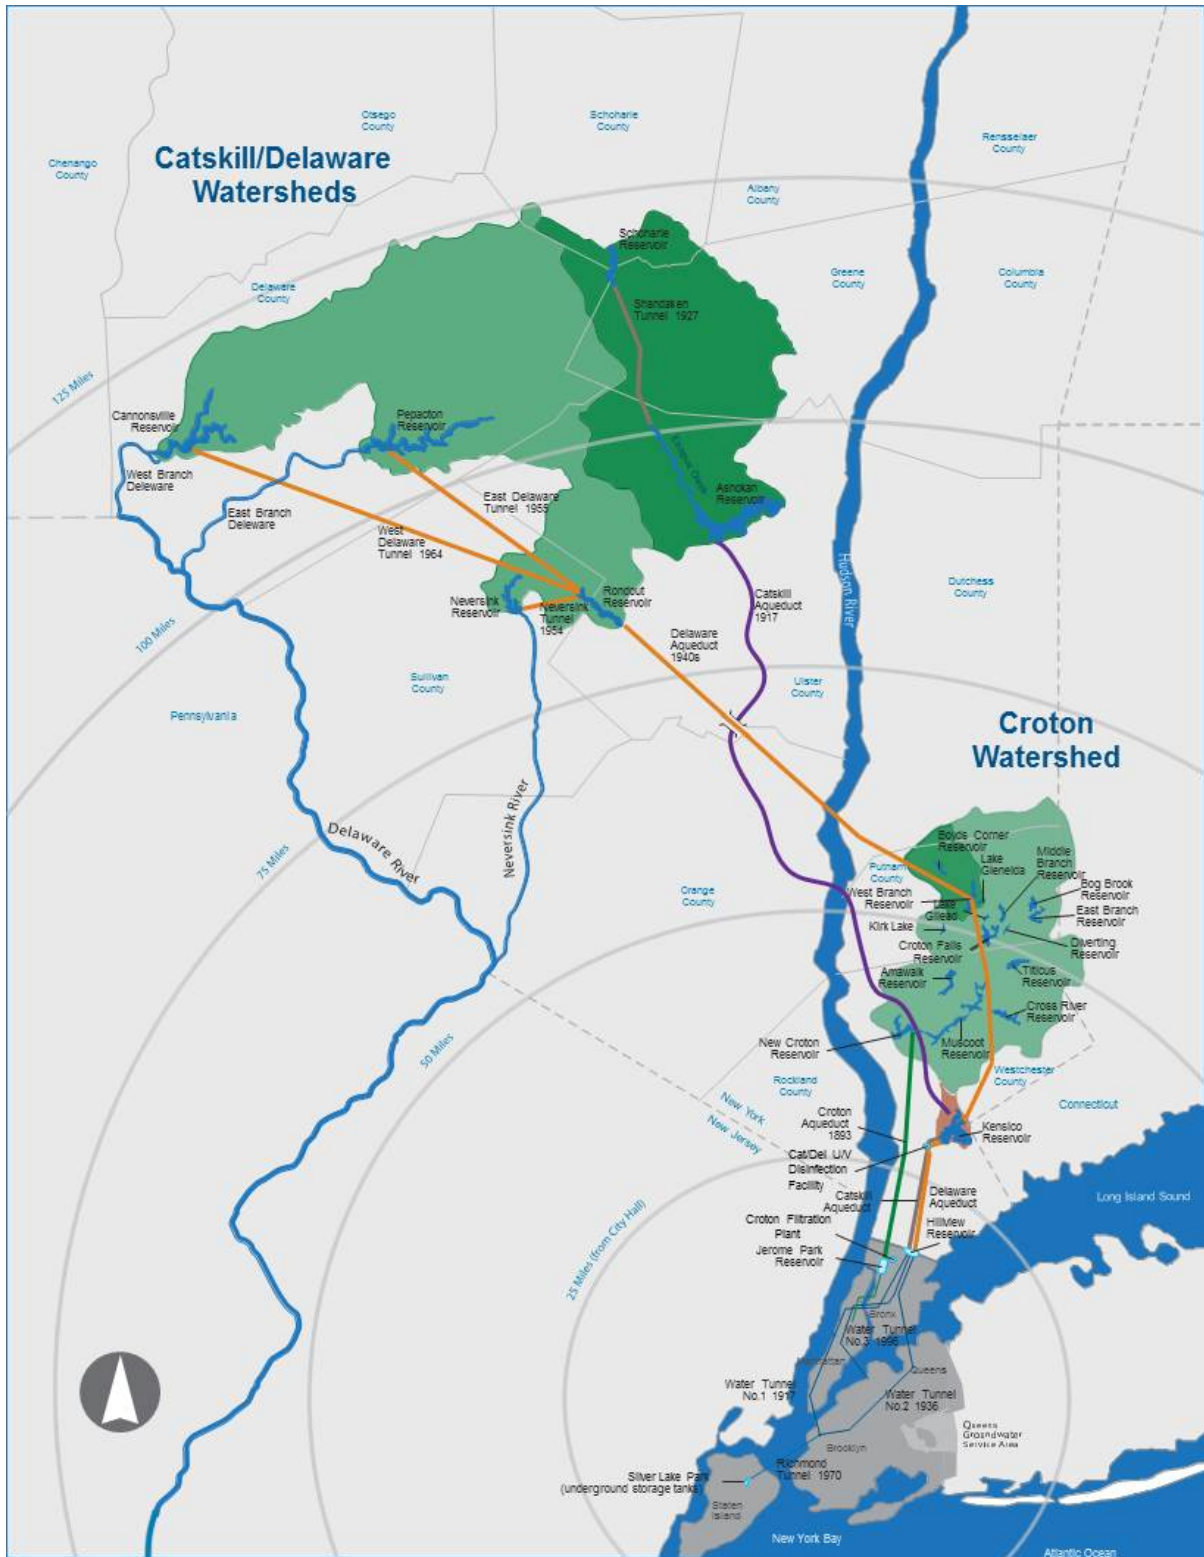 Otsego
County
Schoharie
County
Rensselaer
County
Chenango
County
Catskill/Delaware
Watersheds
Albany
County
Schoharie
Reservoir
Delaware
County
Greene
County
Columbia
County
Shandaken
Tunnel 1927
125 Miles
Cannonsville
Reservoir
Pepacton
Reservoir
Esopus Creek
West Branch
Deleware
East Branch
Deleware
East Delaware
Tunnel 1955
Ashokan
Reservoir
West
Delaware
Tunnel 1964
Hudson River
Neversink
Reservoir
Neversink
Tunnel
1954
Rondout
Reservoir
Catskill
Aqueduct
1917
Dutchess
County
100 Miles
Delaware
Aqueduct
1940s
Sullivan
County
Ulster
County
Pennsylvania
Croton
Watershed
Neversink River
Delaware River
75 Miles
Orange
County
Putnam
County
Boyds Corner
Reservoir
Lake
Gleneida
Middle
Branch
Reservoir
West Branch
Reservoir
Lake
Gilead
Bog Brook
Reservoir
East Branch
Reservoir
Kirk Lake
Croton Falls
Reservoir
Diverting
Reservoir
Amawalk
Reservoir
Titicus
Reservoir
Cross River
Reservoir
50 Miles
New Croton
Reservoir
Muscoot
Reservoir
Rockland
County
Westchester
County
New York
New Jersey
Connecticut
Croton
Aqueduct
1893
Kensico
Reservoir
Cat/Del U/V
Disinfection
Facility
Catskill
Aqueduct
Delaware
Aqueduct
Long Island Sound
25 Miles (from City Hall)
Croton Filtration
Plant
Hillview
Reservoir
Jerome Park
Reservoir
Bronx
Water Tunnel
No.3 1996
Manhattan
Queens
Water Tunnel
No.1 1917
Water Tunnel
No.2 1936
Queens
Groundwater
Service Area
Brooklyn
Richmond
Tunnel 1970
Silver Lake Park
(underground storage tanks)
Staten
Island
New York Bay
Atlantic Ocean